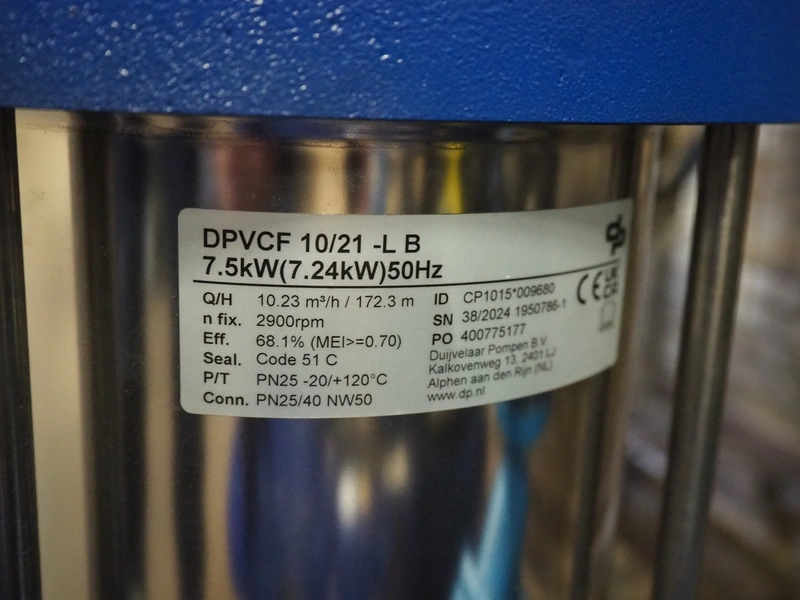 DPVCF 10/21 -L B
dp
7.5kW(7.24kW)50Hz
Q/H 10.23 m³/h / 172.3 m
n fix. 2900rpm
Eff. 68.1% (MEI>=0.70)
Seal. Code 51 C
P/T PN25 -20/+120°C
Conn. PN25/40 NW50
ID CP1015*009680
SN 38/2024 1950786-1
PO 400775177
Duijvelaar Pompen B.V.
Kalkovenweg 13, 2401 LJ
Alphen aan den Rijn (NL)
www.dp.nl
CE UK CA